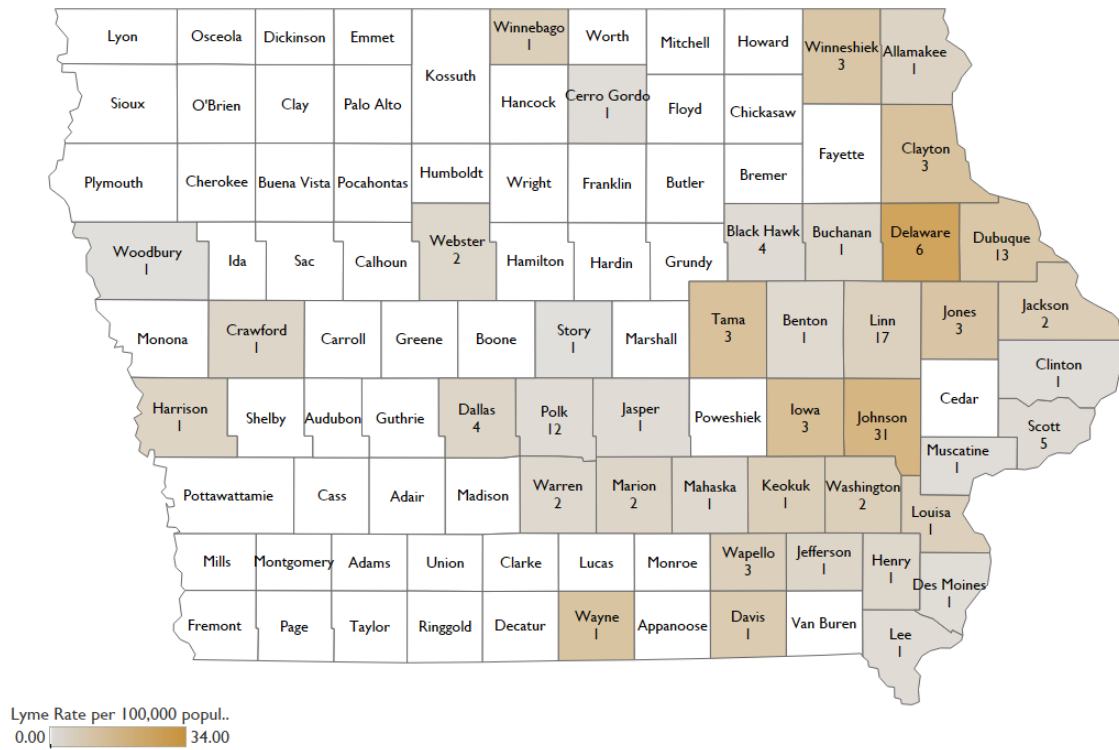 Lyon
Osceola
Dickinson
Emmet
Kossuth
Winnebago
1
Worth
Mitchell
Howard
Winneshiek
3
Allamakee
1
Sioux
O'Brien
Clay
Palo Alto
Hancock
Cerro Gordo
1
Floyd
Chickasaw
Fayette
Clayton
3
Plymouth
Cherokee
Buena Vista
Pocahontas
Humboldt
Wright
Franklin
Butler
Bremer
Woodbury
1
Ida
Sac
Calhoun
Webster
2
Hamilton
Hardin
Grundy
Black Hawk
4
Buchanan
1
Delaware
6
Dubuque
13
Monona
Crawford
1
Carroll
Greene
Boone
Story
1
Marshall
Tama
3
Benton
1
Linn
17
Jones
3
Jackson
2
Clinton
1
Harrison
1
Shelby
Audubon
Guthrie
Dallas
4
Polk
12
Jasper
1
Poweshiek
Iowa
3
Johnson
31
Cedar
Scott
5
Muscatine
1
Pottawattamie
Cass
Adair
Madison
Warren
2
Marion
2
Mahaska
1
Keokuk
1
Washington
2
Louisa
1
Mills
Montgomery
Adams
Union
Clarke
Lucas
Monroe
Wapello
3
Jefferson
1
Henry
1
Des Moines
1
Fremont
Page
Taylor
Ringgold
Decatur
Wayne
1
Appanoose
Davis
1
Van Buren
Lee
1
Lyme Rate per 100,000 popul..
0.00
34.00